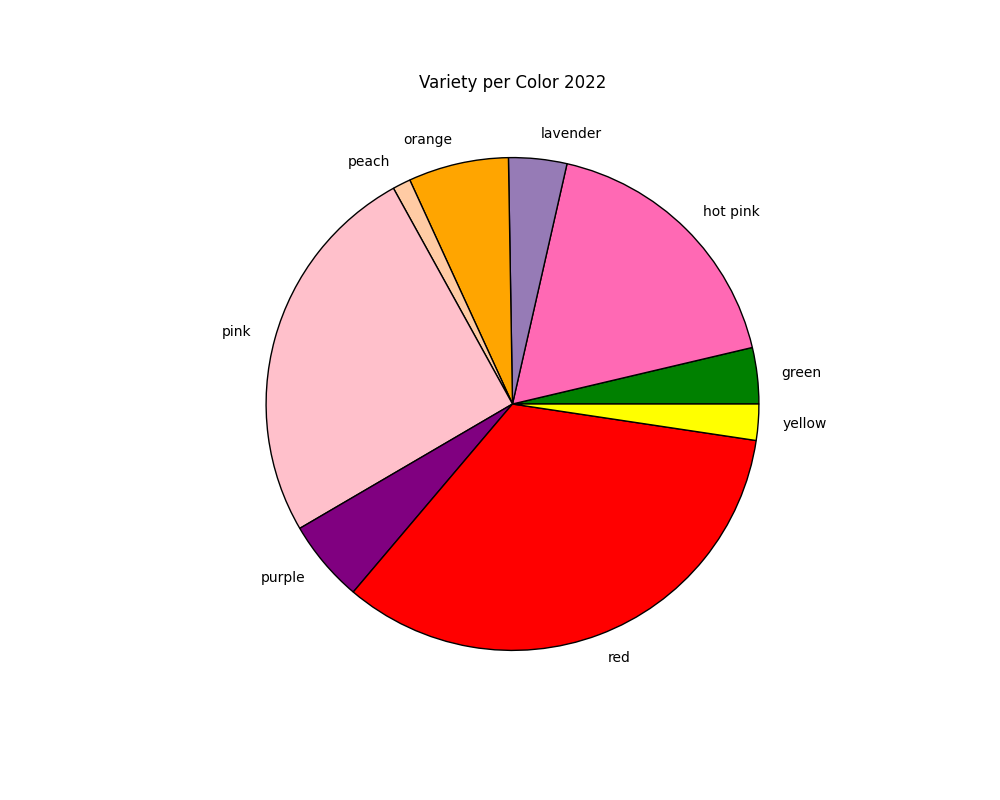 Variety per Color 2022
lavender
orange
peach
hot pink
pink
green
yellow
purple
red